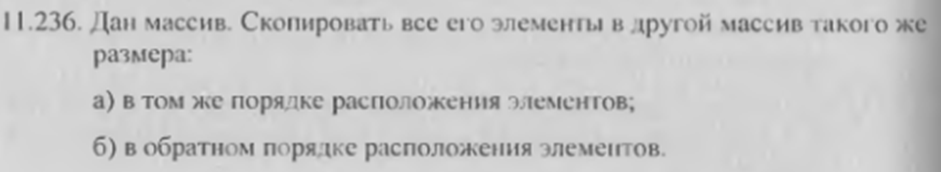 11.236. Дан массив. Скопировать все его элементы в другой массив такого же
размера:
а) в том же порядке расположения элементов;
б) в обратном порядке расположения элементов.